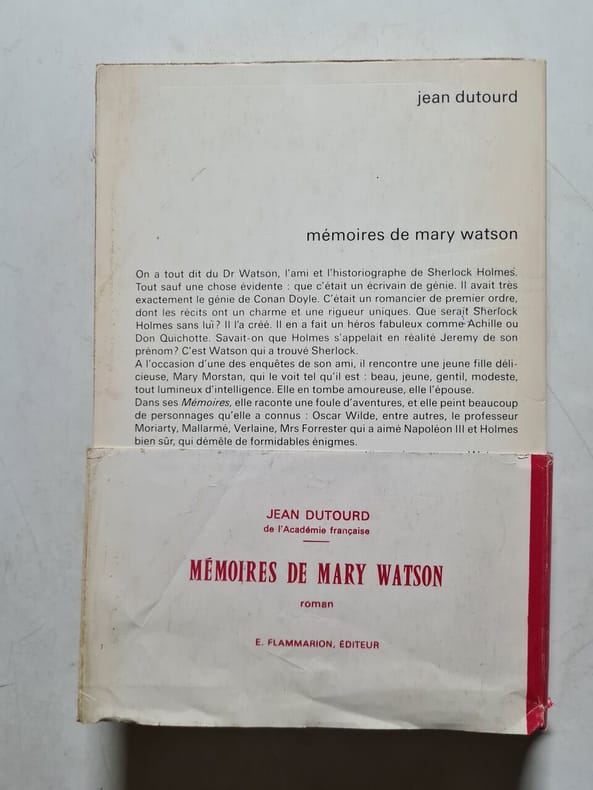 jean dutourd
mémoires de mary watson
On a tout dit du Dr Watson, l'ami et l'historiographe de Sherlock Holmes.
Tout sauf une chose évidente : que c'était un écrivain de génie. Il avait très
exactement le génie de Conan Doyle. C'était un romancier de premier ordre,
dont les récits ont un charme et une rigueur uniques. Que serait Sherlock
Holmes sans lui? Il l'a créé. Il en a fait un héros fabuleux comme Achille ou
Don Quichotte. Savait-on que Holmes s'appelait en réalité Jeremy de son
prénom? C'est Watson qui a trouvé Sherlock.
A l'occasion d'une des enquêtes de son ami, il rencontre une jeune fille déli-
cieuse, Mary Morstan, qui le voit tel qu'il est : beau, jeune, gentil, modeste,
tout lumineux d'intelligence. Elle en tombe amoureuse, elle l'épouse.
Dans ses Mémoires, elle raconte une foule d'aventures, et elle peint beaucoup
de personnages qu'elle a connus : Oscar Wilde, entre autres, le professeur
Moriarty, Mallarmé, Verlaine, Mrs Forrester qui a aimé Napoléon III et Holmes
bien sûr, qui démêle de formidables énigmes.
JEAN DUTOURD
de l'Académie française
MÉMOIRES DE MARY WATSON
roman
E. FLAMMARION, ÉDITEUR